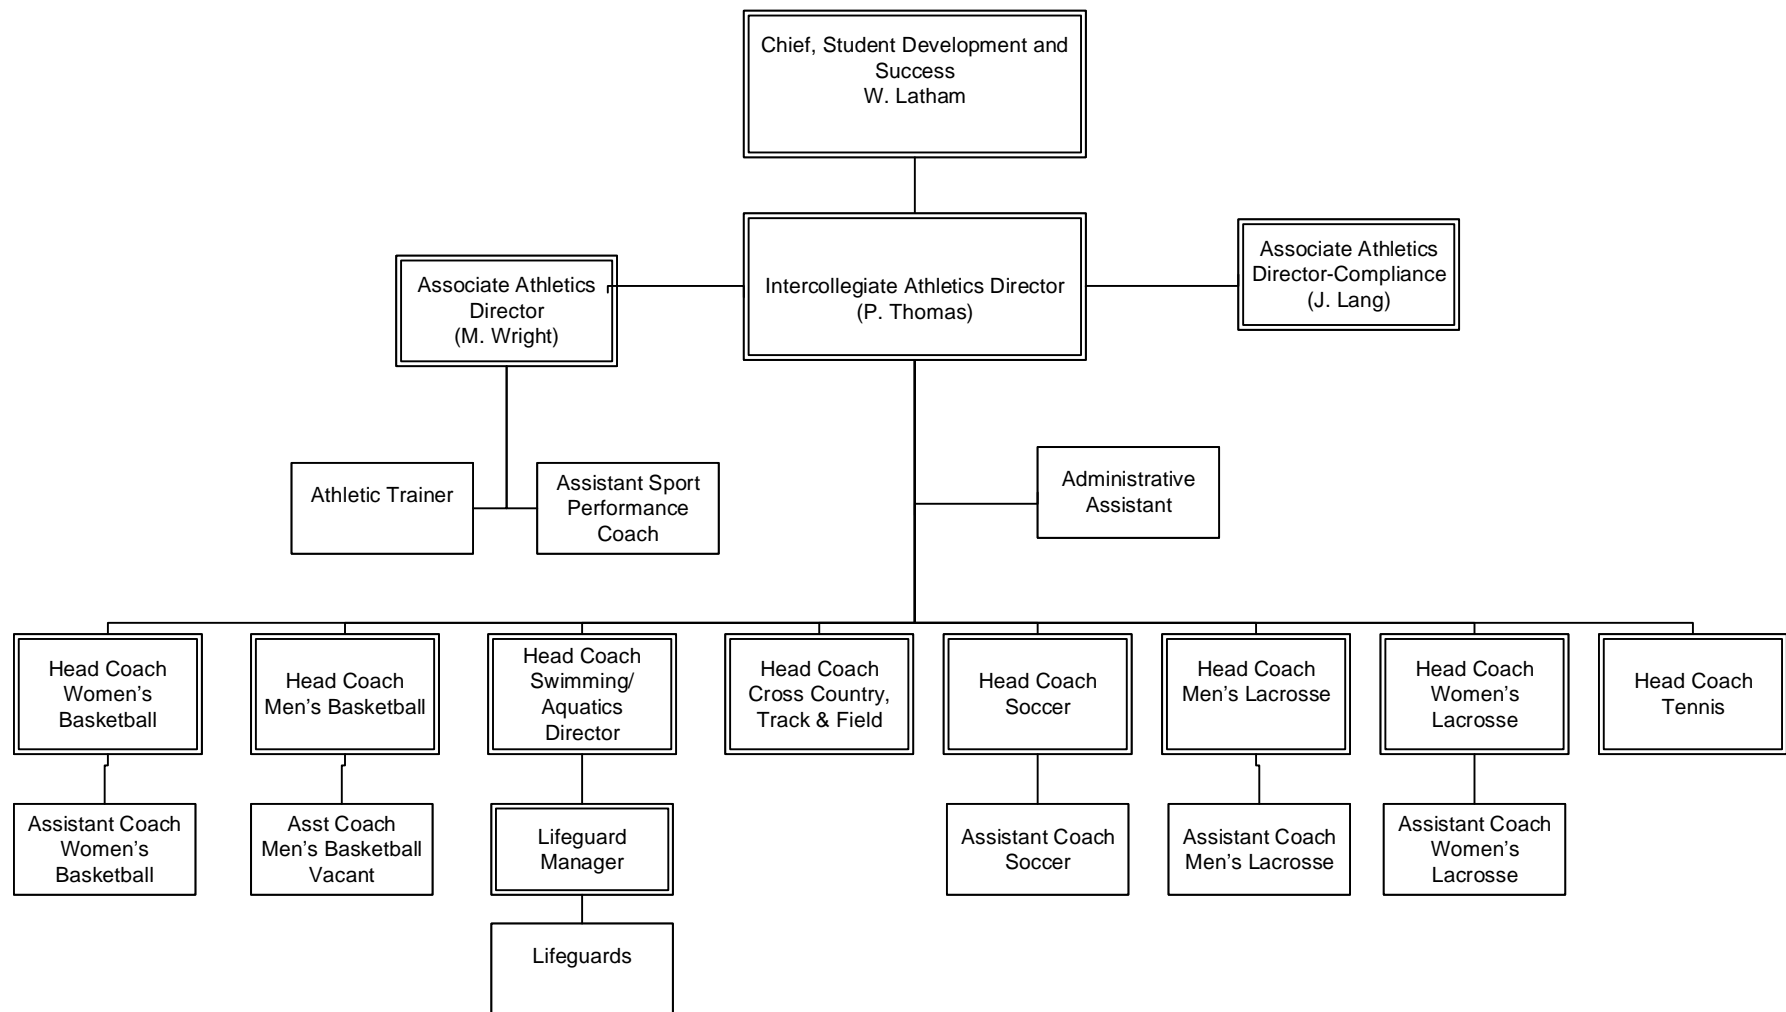 Chief, Student Development and
Success
W. Latham
Associate Athletics
Director
(M. Wright)
Intercollegiate Athletics Director
(P. Thomas)
Associate Athletics
Director-Compliance
(J. Lang)
Athletic Trainer
Assistant Sport
Performance
Coach
Administrative
Assistant
Head Coach
Women’s
Basketball
Head Coach
Men’s Basketball
Head Coach
Swimming/
Aquatics
Director
Head Coach
Cross Country,
Track & Field
Head Coach
Soccer
Head Coach
Men’s Lacrosse
Head Coach
Women’s
Lacrosse
Head Coach
Tennis
Assistant Coach
Women’s
Basketball
Asst Coach
Men’s Basketball
Vacant
Lifeguard
Manager
Assistant Coach
Soccer
Assistant Coach
Men’s Lacrosse
Assistant Coach
Women’s
Lacrosse
Lifeguards